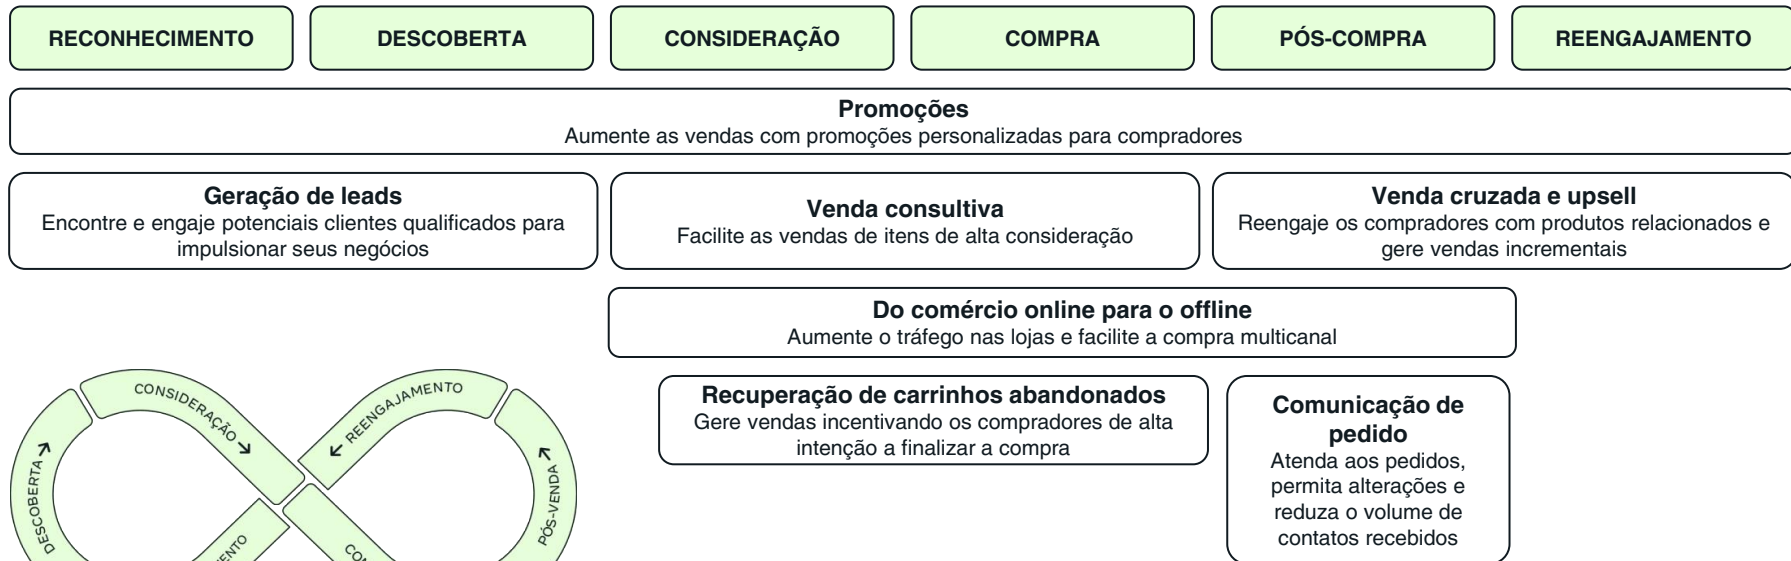 RECONHECIMENTO
DESCOBERTA
CONSIDERAÇÃO
COMPRA
PÓS-COMPRA
REENGAJAMENTO
Promoções
Aumente as vendas com promoções personalizadas para compradores
Geração de leads
Encontre e engaje potenciais clientes qualificados para
impulsionar seus negócios
Venda consultiva
Facilite as vendas de itens de alta consideração
Venda cruzada e upsell
Reengaje os compradores com produtos relacionados e
gere vendas incrementais
Do comércio online para o offline
Aumente o tráfego nas lojas e facilite a compra multicanal
Recuperação de carrinhos abandonados
Gere vendas incentivando os compradores de alta
intenção a finalizar a compra
Comunicação de
pedido
Atenda aos pedidos,
permita alterações e
reduza o volume de
contatos recebidos
CONSIDERAÇÃO
REENGAJAMENTO
DESCOBERTA
PÓS-VENDA